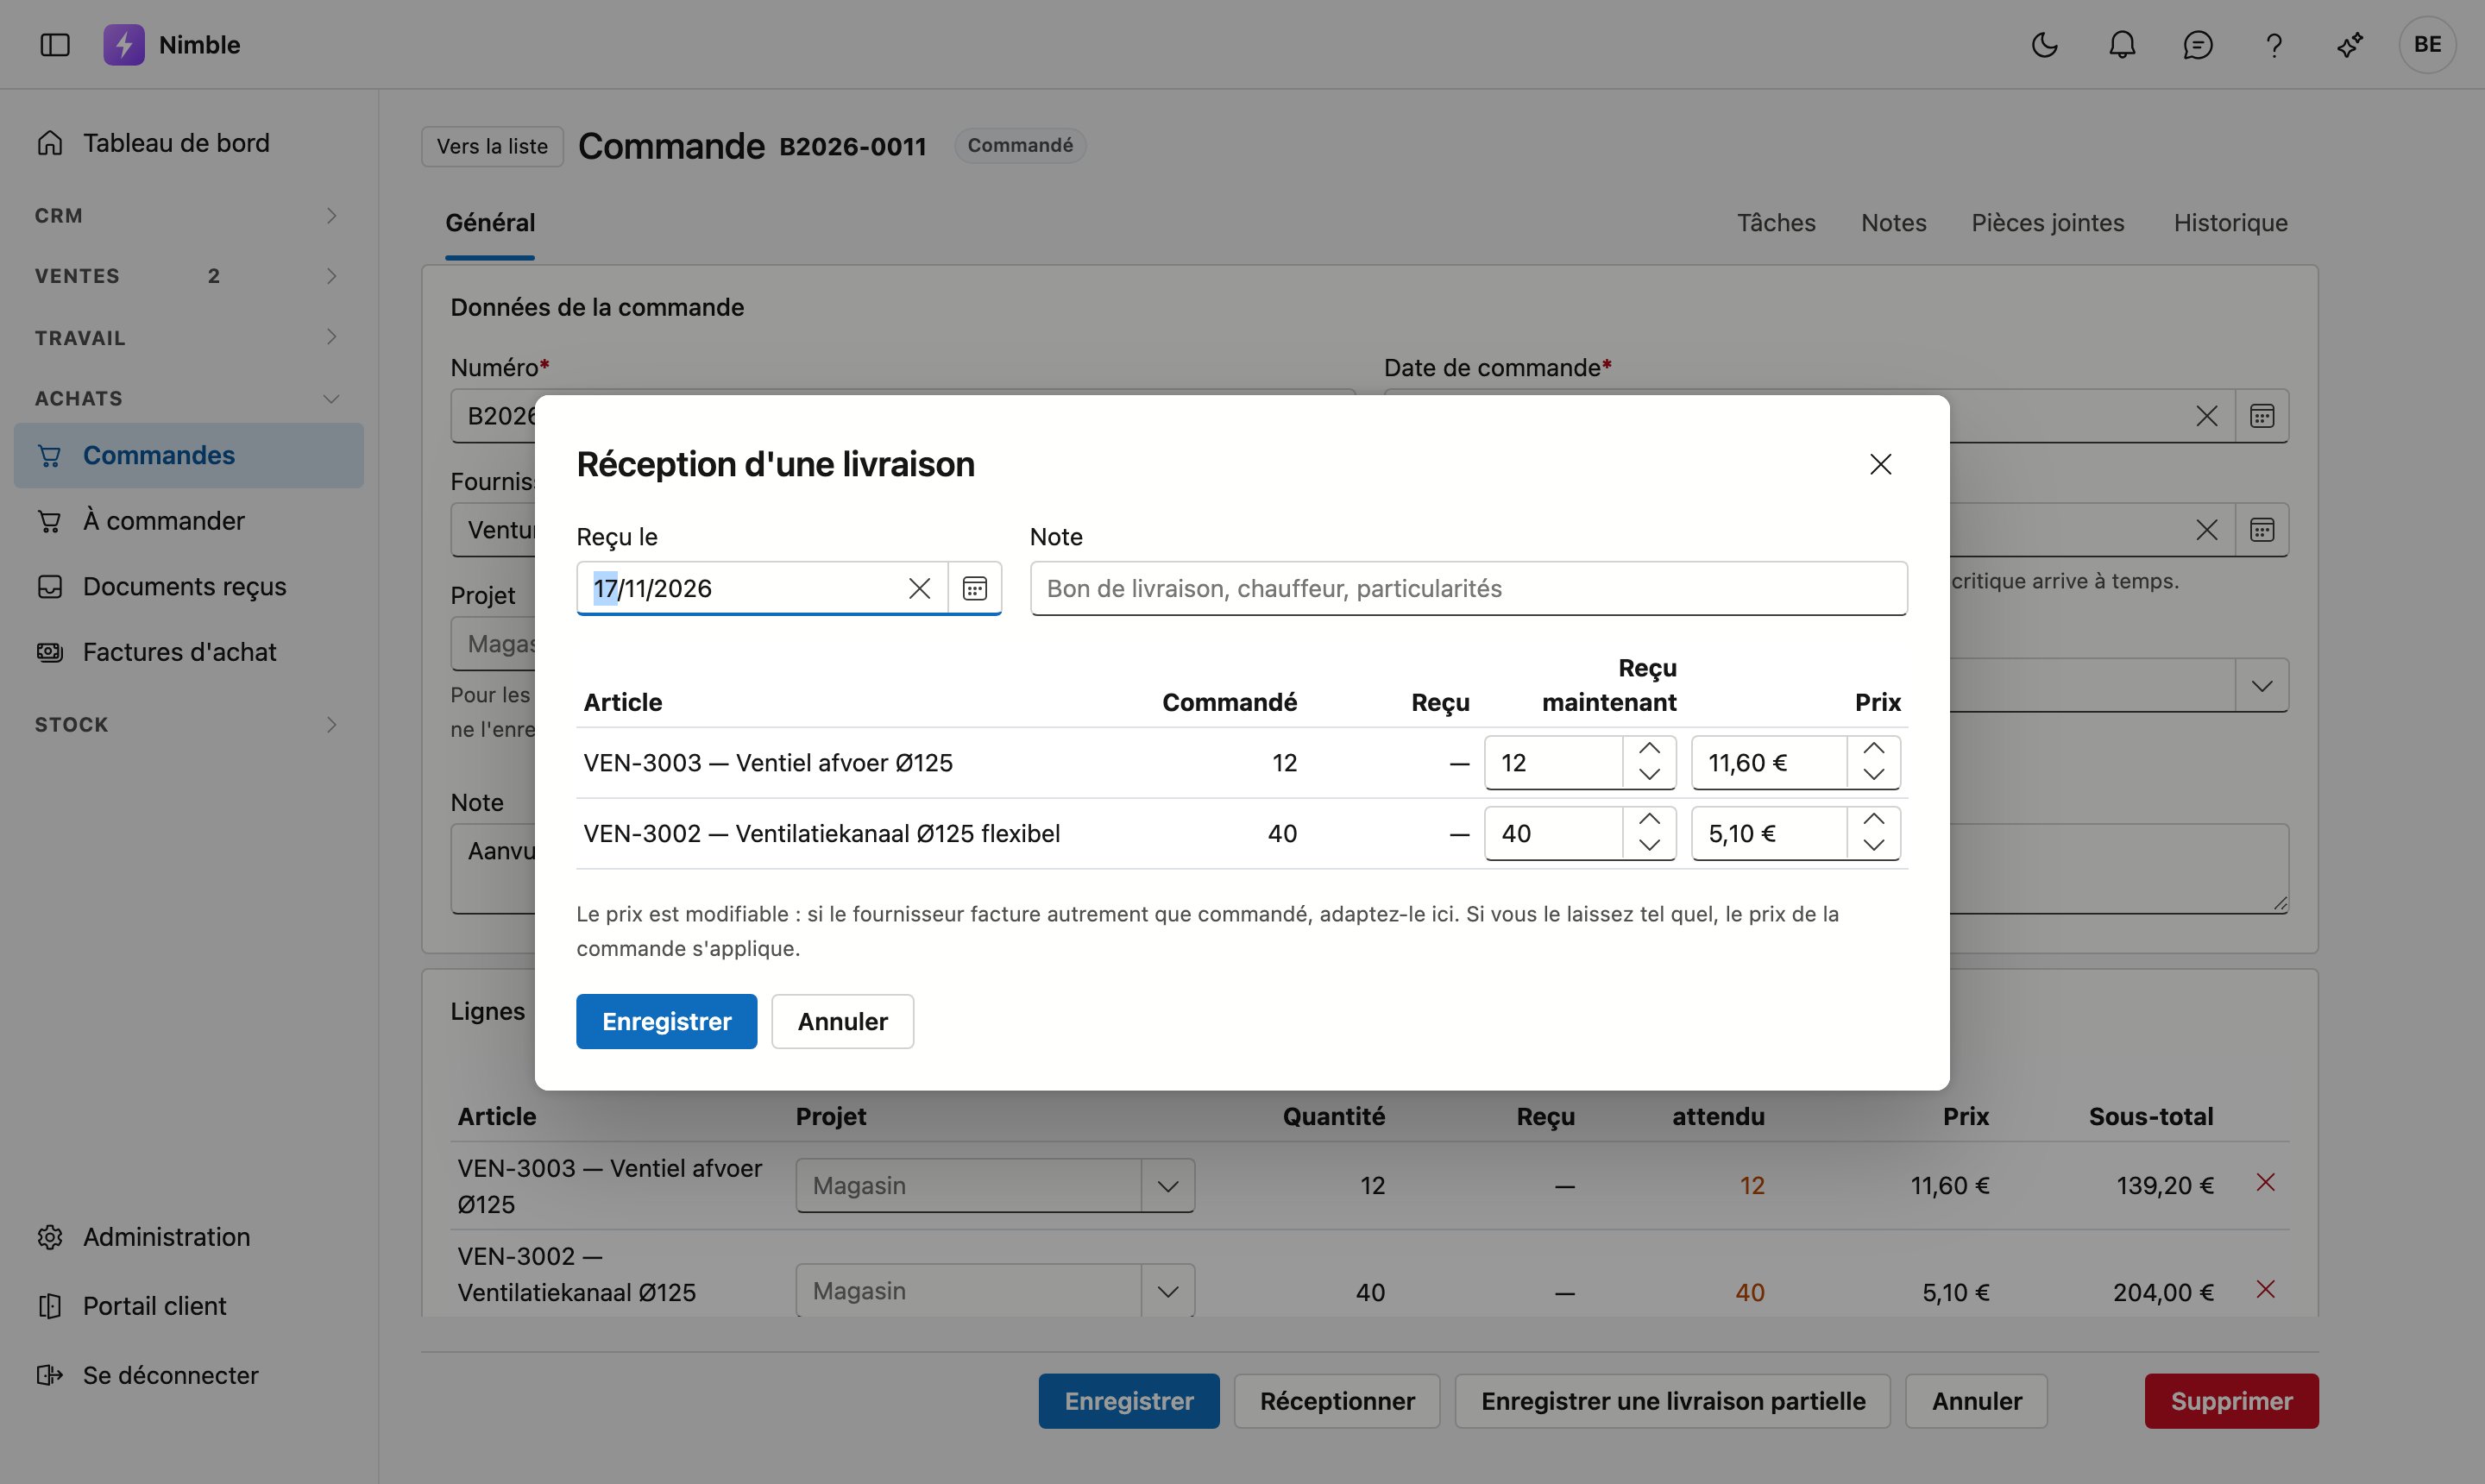 Nimble
BE
Tableau de bord
CRM
VENTES 2
TRAVAIL
ACHATS
Commandes
À commander
Documents reçus
Factures d'achat
STOCK
Administration
Portail client
Se déconnecter
Vers la liste Commande B2026-0011 Commandé
Général Tâches Notes Pièces jointes Historique
Données de la commande
Numéro* Date de commande*
B2026
Fournis
Ventu
critique arrive à temps.
Projet
Magas
Pour les
ne l'enre
Note
Aanvu
Réception d'une livraison
Reçu le Note
17/11/2026 Bon de livraison, chauffeur, particularités
Article Commandé Reçu Reçu maintenant Prix
VEN-3003 — Ventiel afvoer Ø125 12 — 12 11,60 €
VEN-3002 — Ventilatiekanaal Ø125 flexibel 40 — 40 5,10 €
Le prix est modifiable : si le fournisseur facture autrement que commandé, adaptez-le ici. Si vous le laissez tel quel, le prix de la
commande s'applique.
Enregistrer Annuler
Lignes
Article Projet Quantité Reçu attendu Prix Sous-total
VEN-3003 — Ventiel afvoer
Ø125 Magasin 12 — 12 11,60 € 139,20 €
VEN-3002 —
Ventilatiekanaal Ø125 Magasin 40 — 40 5,10 € 204,00 €
Enregistrer Réceptionner Enregistrer une livraison partielle Annuler Supprimer